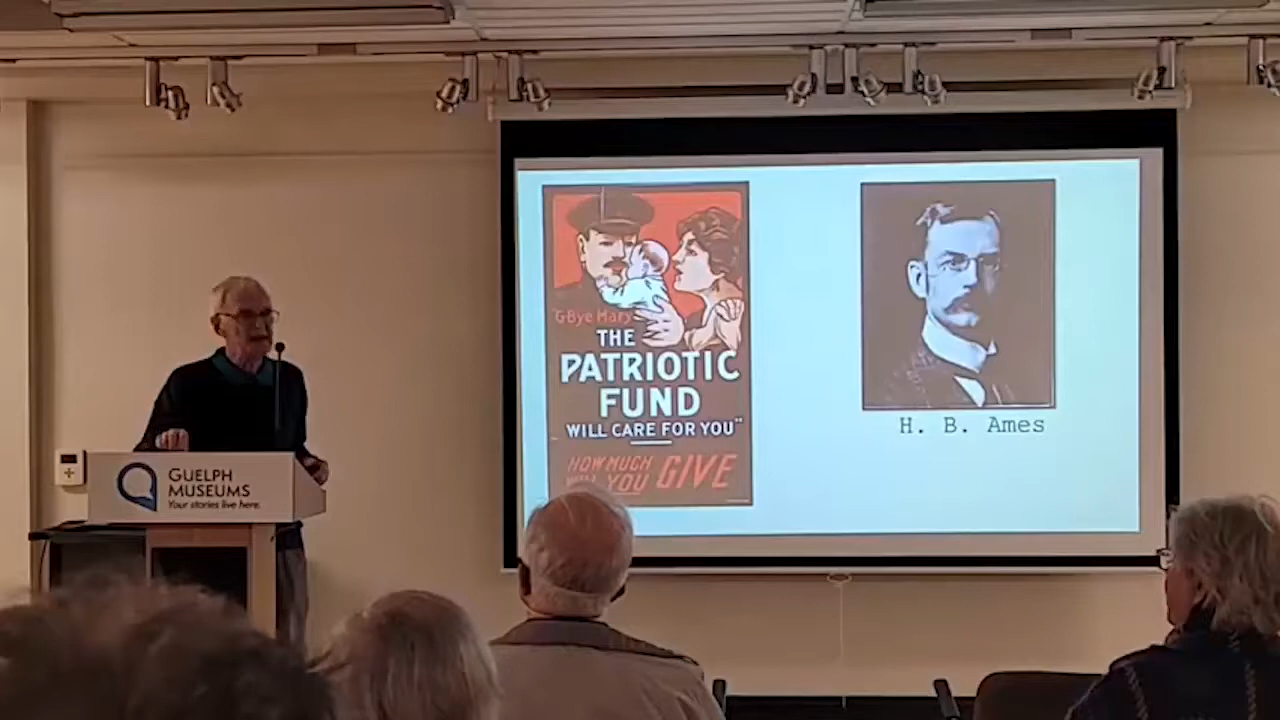 GUELPH
MUSEUMS
Your stories live here.
"G'Bye Mary
THE
PATRIOTIC
FUND
WILL CARE FOR YOU"
HOW MUCH
WILL YOU GIVE
H. B. Ames